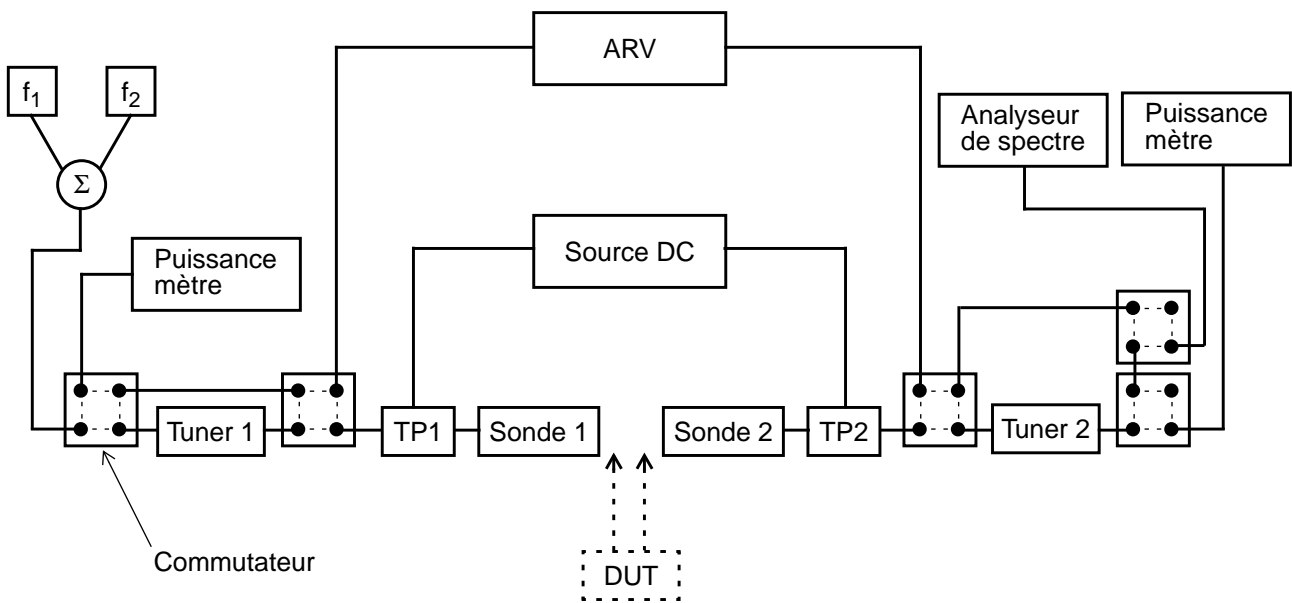 ARV
f1
f2
Σ
Analyseur
de spectre
Puissance
mètre
Puissance
mètre
Source DC
Tuner 1
TP1
Sonde 1
Sonde 2
TP2
Tuner 2
Commutateur
DUT